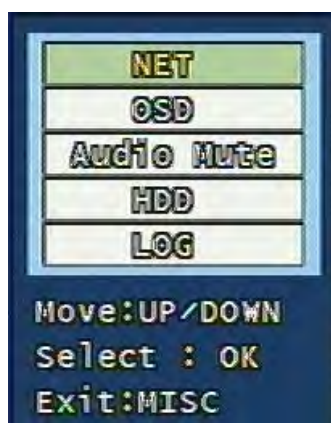 NET
OSD
Audio Mute
HDD
LOG
Move:UP/DOWN
Select : OK
Exit:MISC